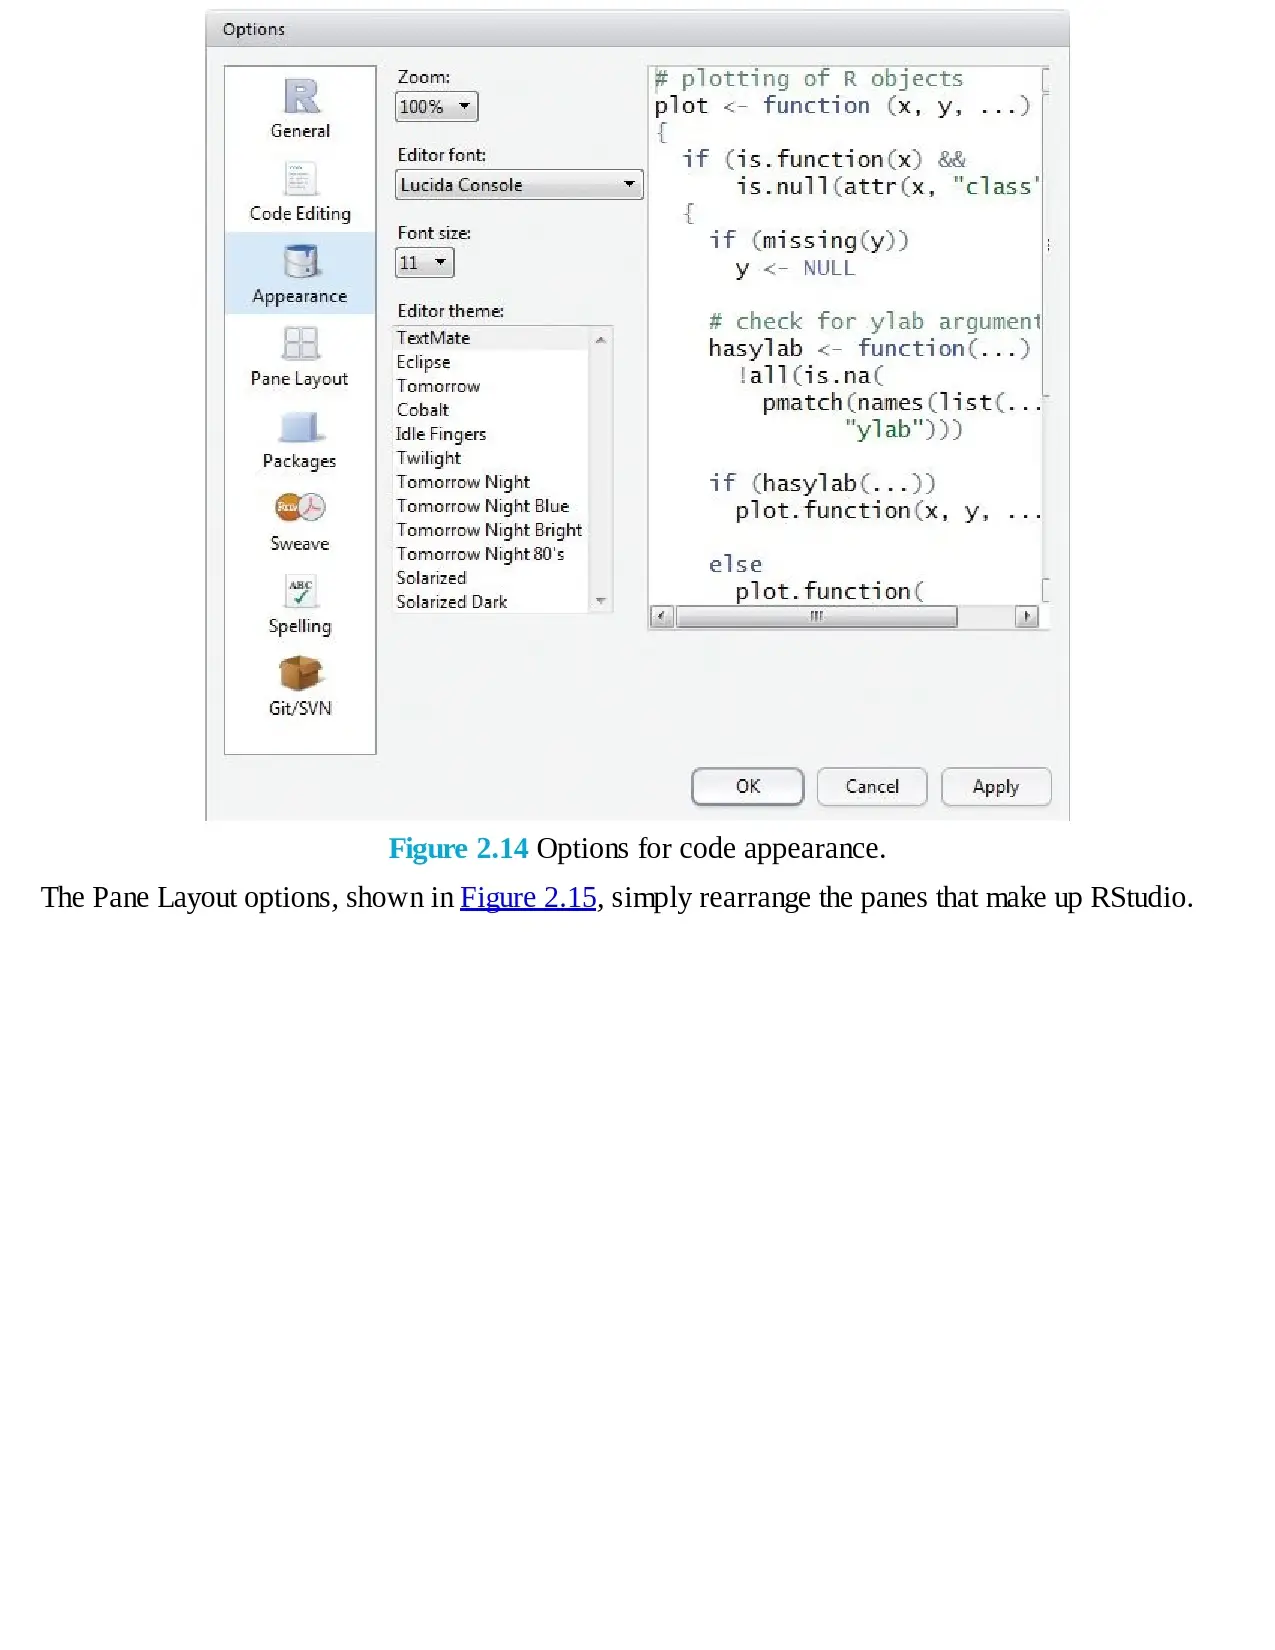 Options
General
Code Editing
Appearance
Pane Layout
Packages
Sweave
ABC
Spelling
Git/SVN
Zoom:
100%
Editor font:
Lucida Console
Font size:
11
Editor theme:
TextMate
Eclipse
Tomorrow
Cobalt
Idle Fingers
Twilight
Tomorrow Night
Tomorrow Night Blue
Tomorrow Night Bright
Tomorrow Night 80's
Solarized
Solarized Dark
# plotting of R objects
plot <- function (x, y, ...)
{
if (is.function(x) &&
is.null(attr(x, "class"
{
if (missing(y))
y <- NULL
# check for ylab argument
hasylab <- function(...)
!all(is.na(
pmatch(names(list(...
"ylab")))
if (hasylab(...))
plot.function(x, y, ...
else
plot.function(
OK
Cancel
Apply
Figure 2.14 Options for code appearance.
The Pane Layout options, shown in Figure 2.15, simply rearrange the panes that make up RStudio.